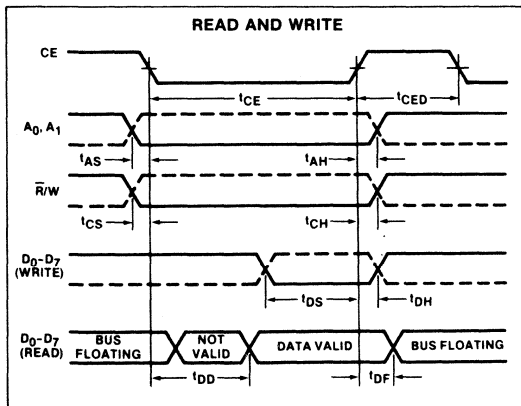 READ AND WRITE
CE
tCE
tCED
A0, A1
tAS
tAH
R̅/W
tCS
tCH
D0-D7
(WRITE)
tDS
tDH
D0-D7
(READ)
BUS
FLOATING
NOT
VALID
DATA VALID
BUS FLOATING
tDD
tDF